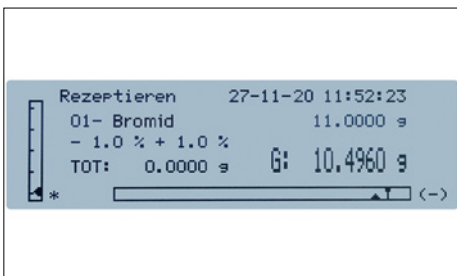 Rezeptieren 27-11-20 11:52:23
01- Bromid 11.0000 g
- 1.0 % + 1.0 %
TOT: 0.0000 g G: 10.4960 g
* (-)